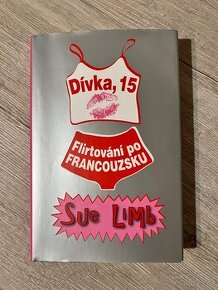 Dívka, 15
Flirtování po
FRANCOUZSKU
Sue Limb